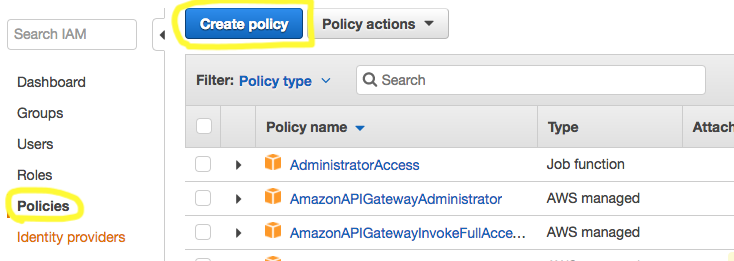 Search IAM
Dashboard
Groups
Users
Roles
Policies
Identity providers
Create policy
Policy actions
Filter: Policy type
Search
Policy name
Type
Attach
AdministratorAccess
Job function
AmazonAPIGatewayAdministrator
AWS managed
AmazonAPIGatewayInvokeFullAcce...
AWS managed